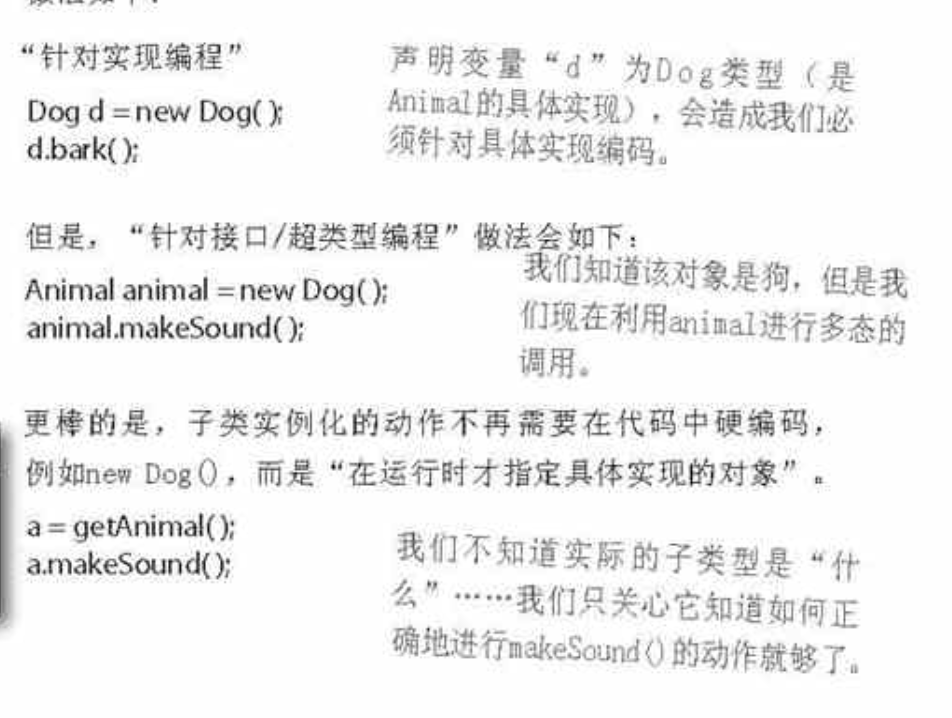 “针对实现编程”
Dog d = new Dog( );
d.bark( );
声明变量“d”为Dog类型（是
Animal的具体实现），会造成我们必
须针对具体实现编码。
但是，“针对接口/超类型编程”做法会如下：
Animal animal = new Dog( );
animal.makeSound( );
我们知道该对象是狗，但是我
们现在利用animal进行多态的
调用。
更棒的是，子类实例化的动作不再需要在代码中硬编码，
例如new Dog()，而是“在运行时才指定具体实现的对象”。
a = getAnimal( );
a.makeSound( );
我们不知道实际的子类型是“什
么”……我们只关心它知道如何正
确地进行makeSound()的动作就够了。